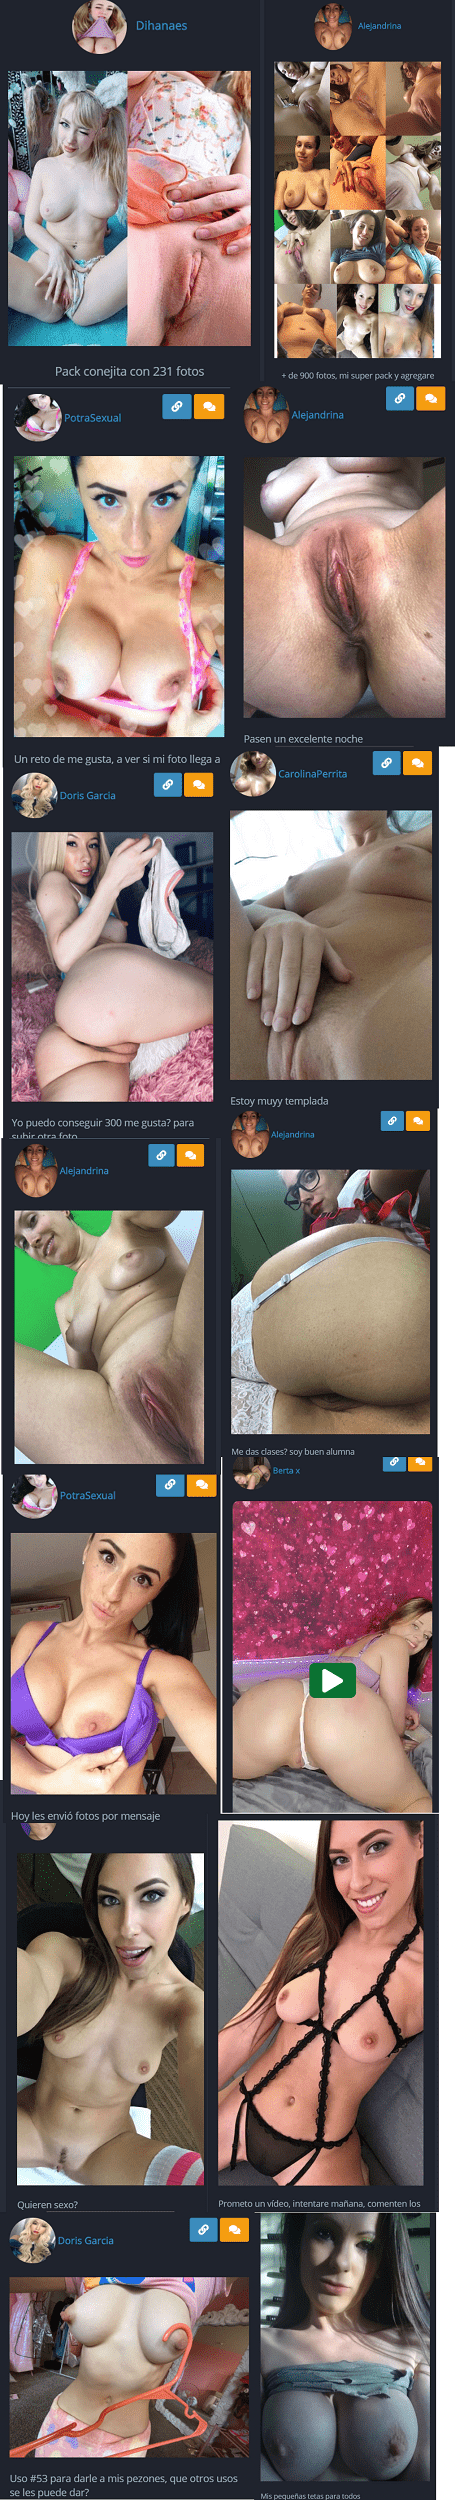 Dihanaes
Alejandrina
Pack conejita con 231 fotos
+ de 900 fotos, mi super pack y agregare
PotraSexual
Alejandrina
Un reto de me gusta, a ver si mi foto llega a
Pasen un excelente noche
Doris Garcia
CarolinaPerrita
Yo puedo conseguir 300 me gusta? para
subir otra foto
Estoy muyy templada
Alejandrina
Alejandrina
Me das clases? soy buen alumna
PotraSexual
Berta x
Hoy les envió fotos por mensaje
Quieren sexo?
Prometo un vídeo, intentare mañana, comenten los
Doris Garcia
Uso #53 para darle a mis pezones, que otros usos
se les puede dar?
Mis pequeñas tetas para todos